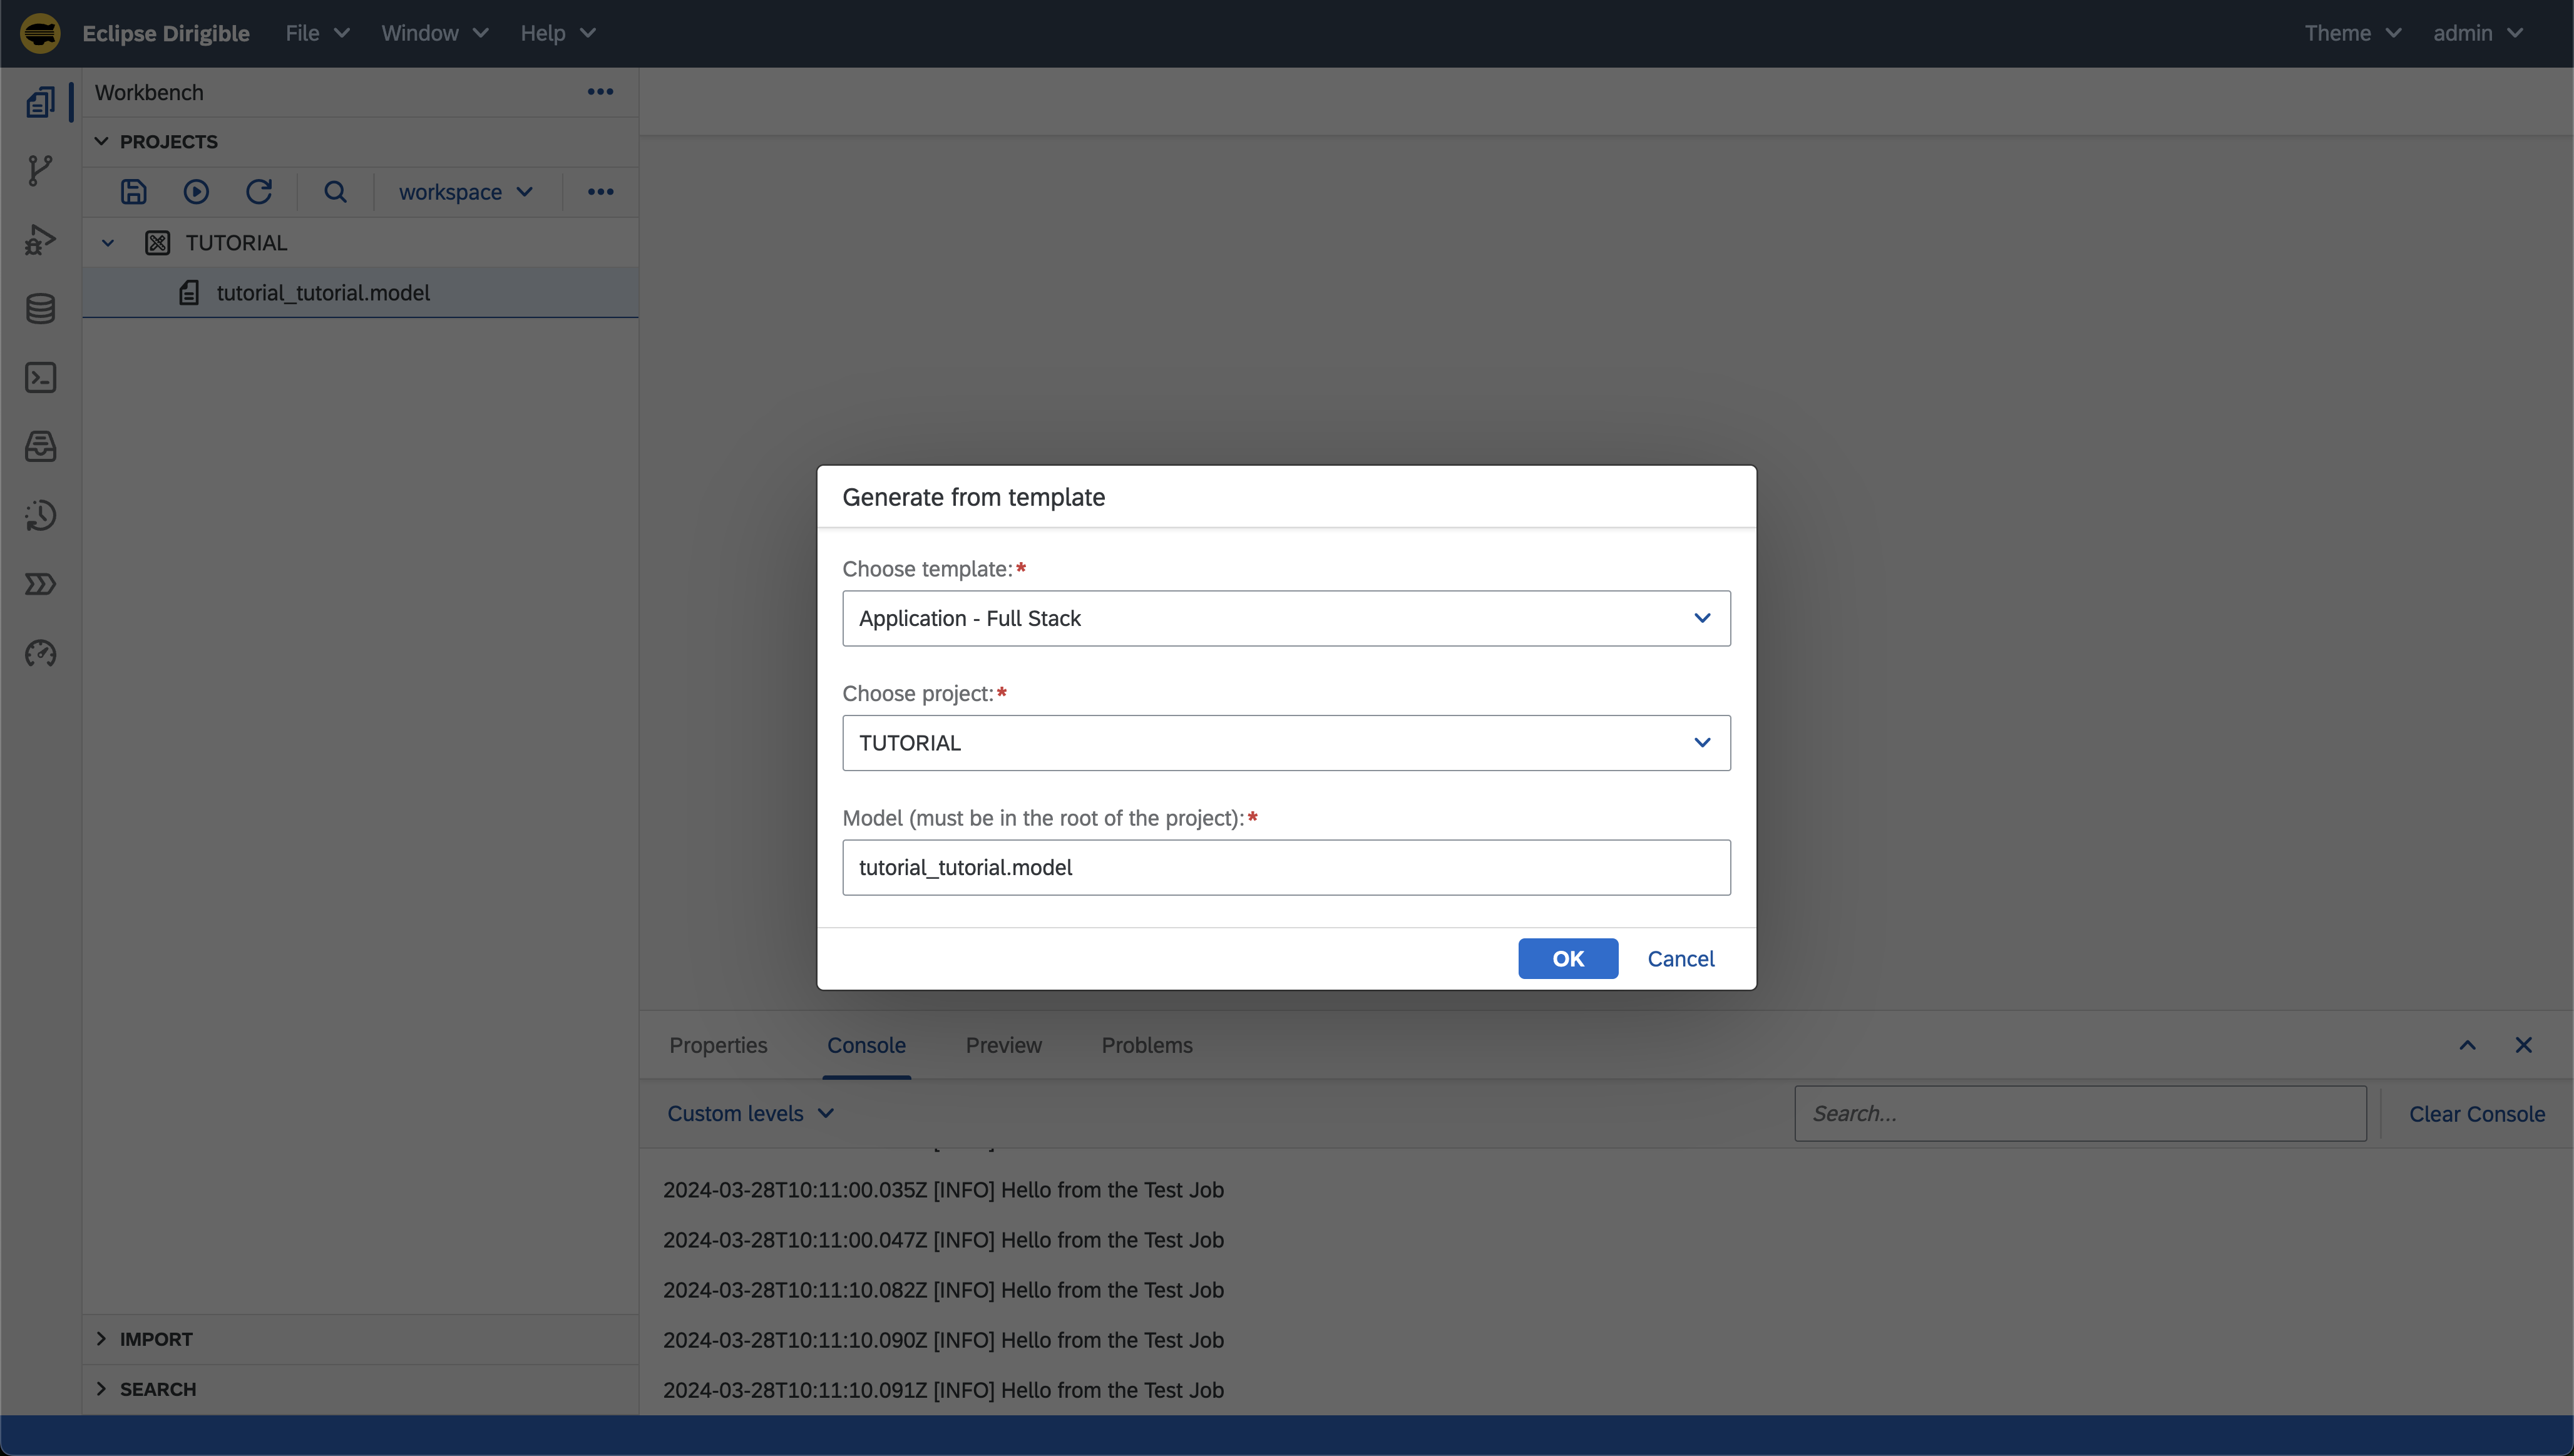 Eclipse Dirigible File Window Help Theme admin
Workbench
PROJECTS
workspace
TUTORIAL
tutorial_tutorial.model
IMPORT
SEARCH
Generate from template
Choose template:*
Application - Full Stack
Choose project:*
TUTORIAL
Model (must be in the root of the project):*
tutorial_tutorial.model
OK Cancel
Properties Console Preview Problems
Custom levels Search... Clear Console
2024-03-28T10:11:00.035Z [INFO] Hello from the Test Job
2024-03-28T10:11:00.047Z [INFO] Hello from the Test Job
2024-03-28T10:11:10.082Z [INFO] Hello from the Test Job
2024-03-28T10:11:10.090Z [INFO] Hello from the Test Job
2024-03-28T10:11:10.091Z [INFO] Hello from the Test Job